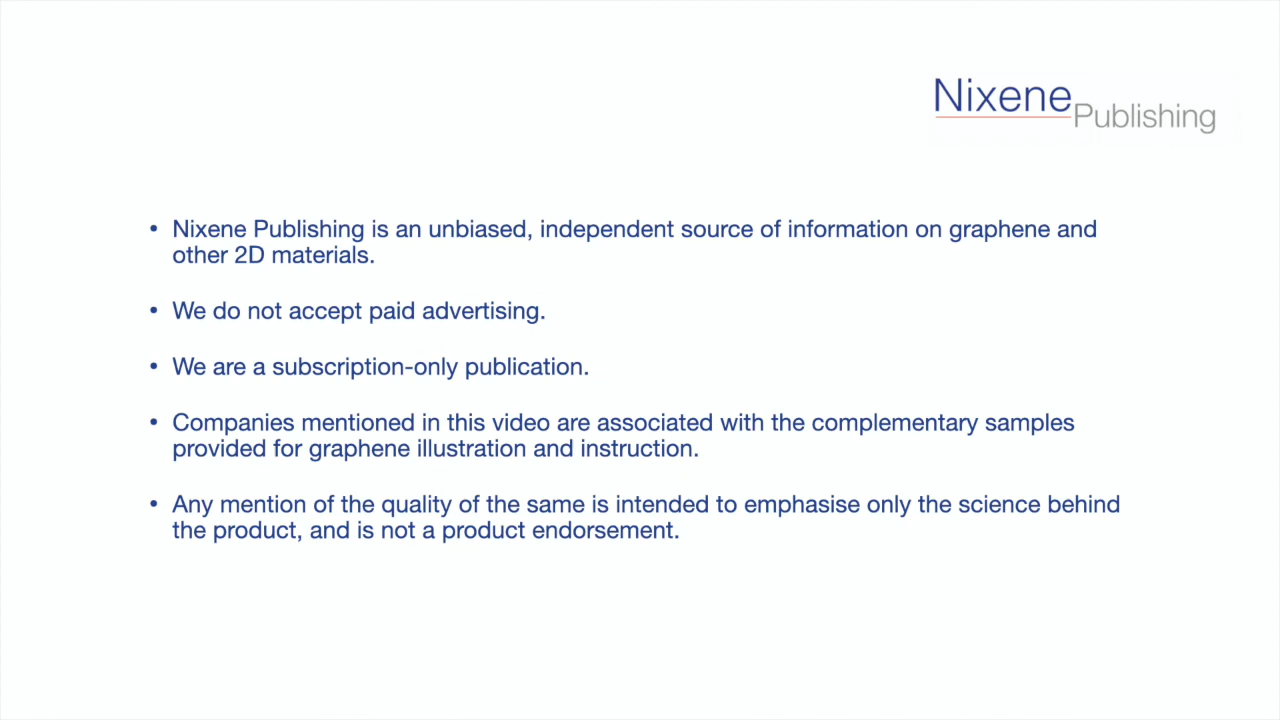 Nixene Publishing
• Nixene Publishing is an unbiased, independent source of information on graphene and
other 2D materials.
• We do not accept paid advertising.
• We are a subscription-only publication.
• Companies mentioned in this video are associated with the complementary samples
provided for graphene illustration and instruction.
• Any mention of the quality of the same is intended to emphasise only the science behind
the product, and is not a product endorsement.